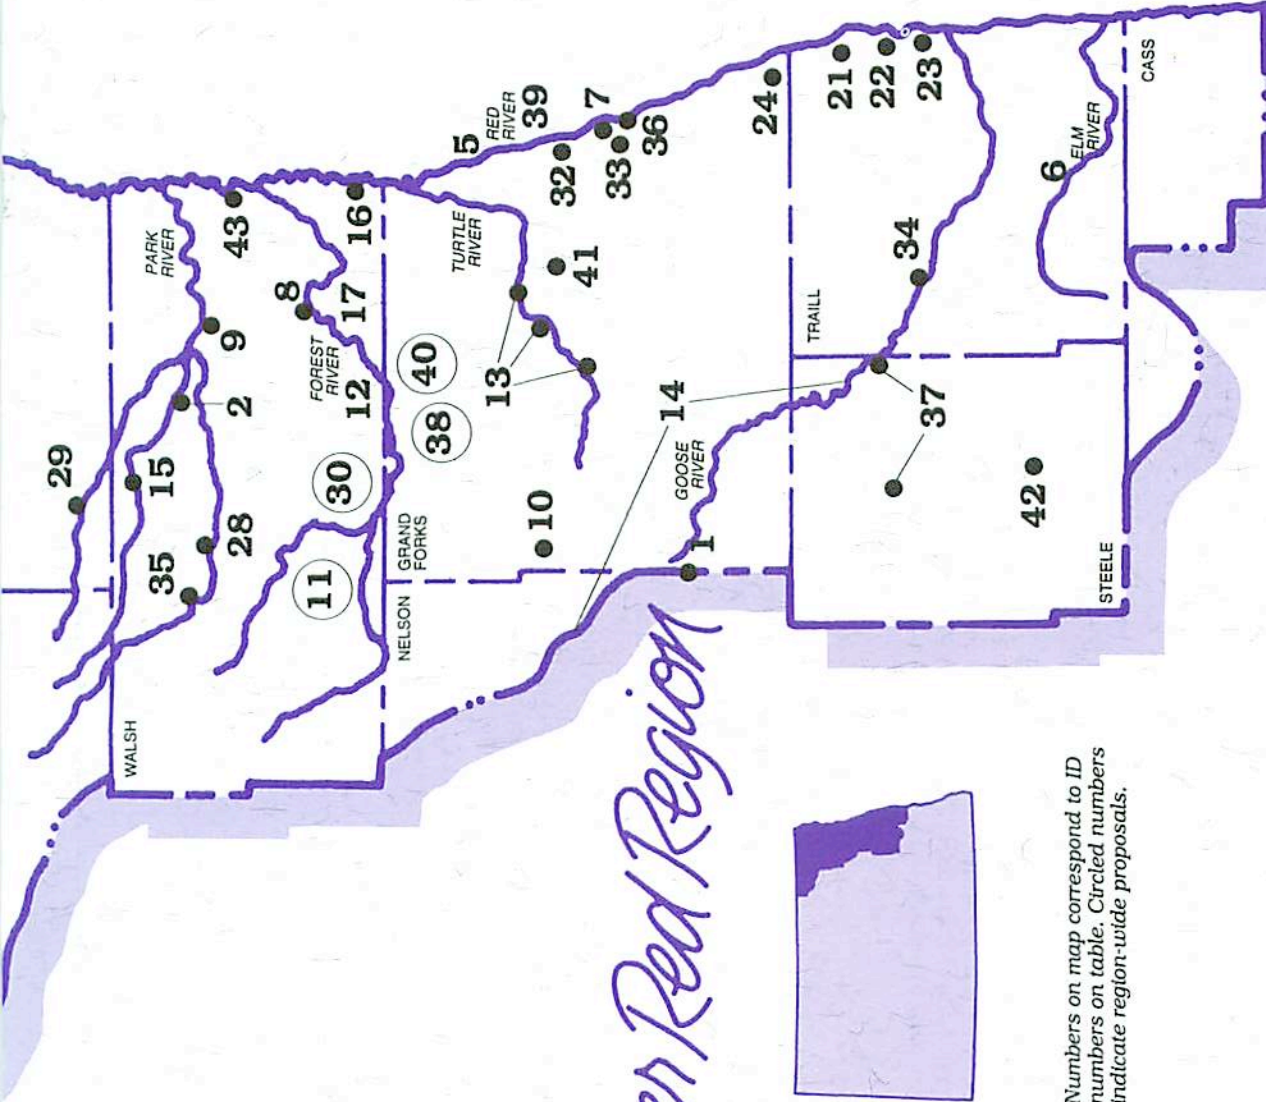 29
35
15
2
28
9
PARK
RIVER
43
WALSH
8
FOREST
RIVER
17
16
12
30
11
40
38
NELSON
GRAND
FORKS
TURTLE
RIVER
5
RED
RIVER
39
32
7
33
36
41
13
10
14
GOOSE
RIVER
1
24
TRAILL
21
22
23
34
37
42
STEELE
6
ELM
RIVER
CASS
er Red Region
Numbers on map correspond to ID
numbers on table. Circled numbers
indicate region-wide proposals.